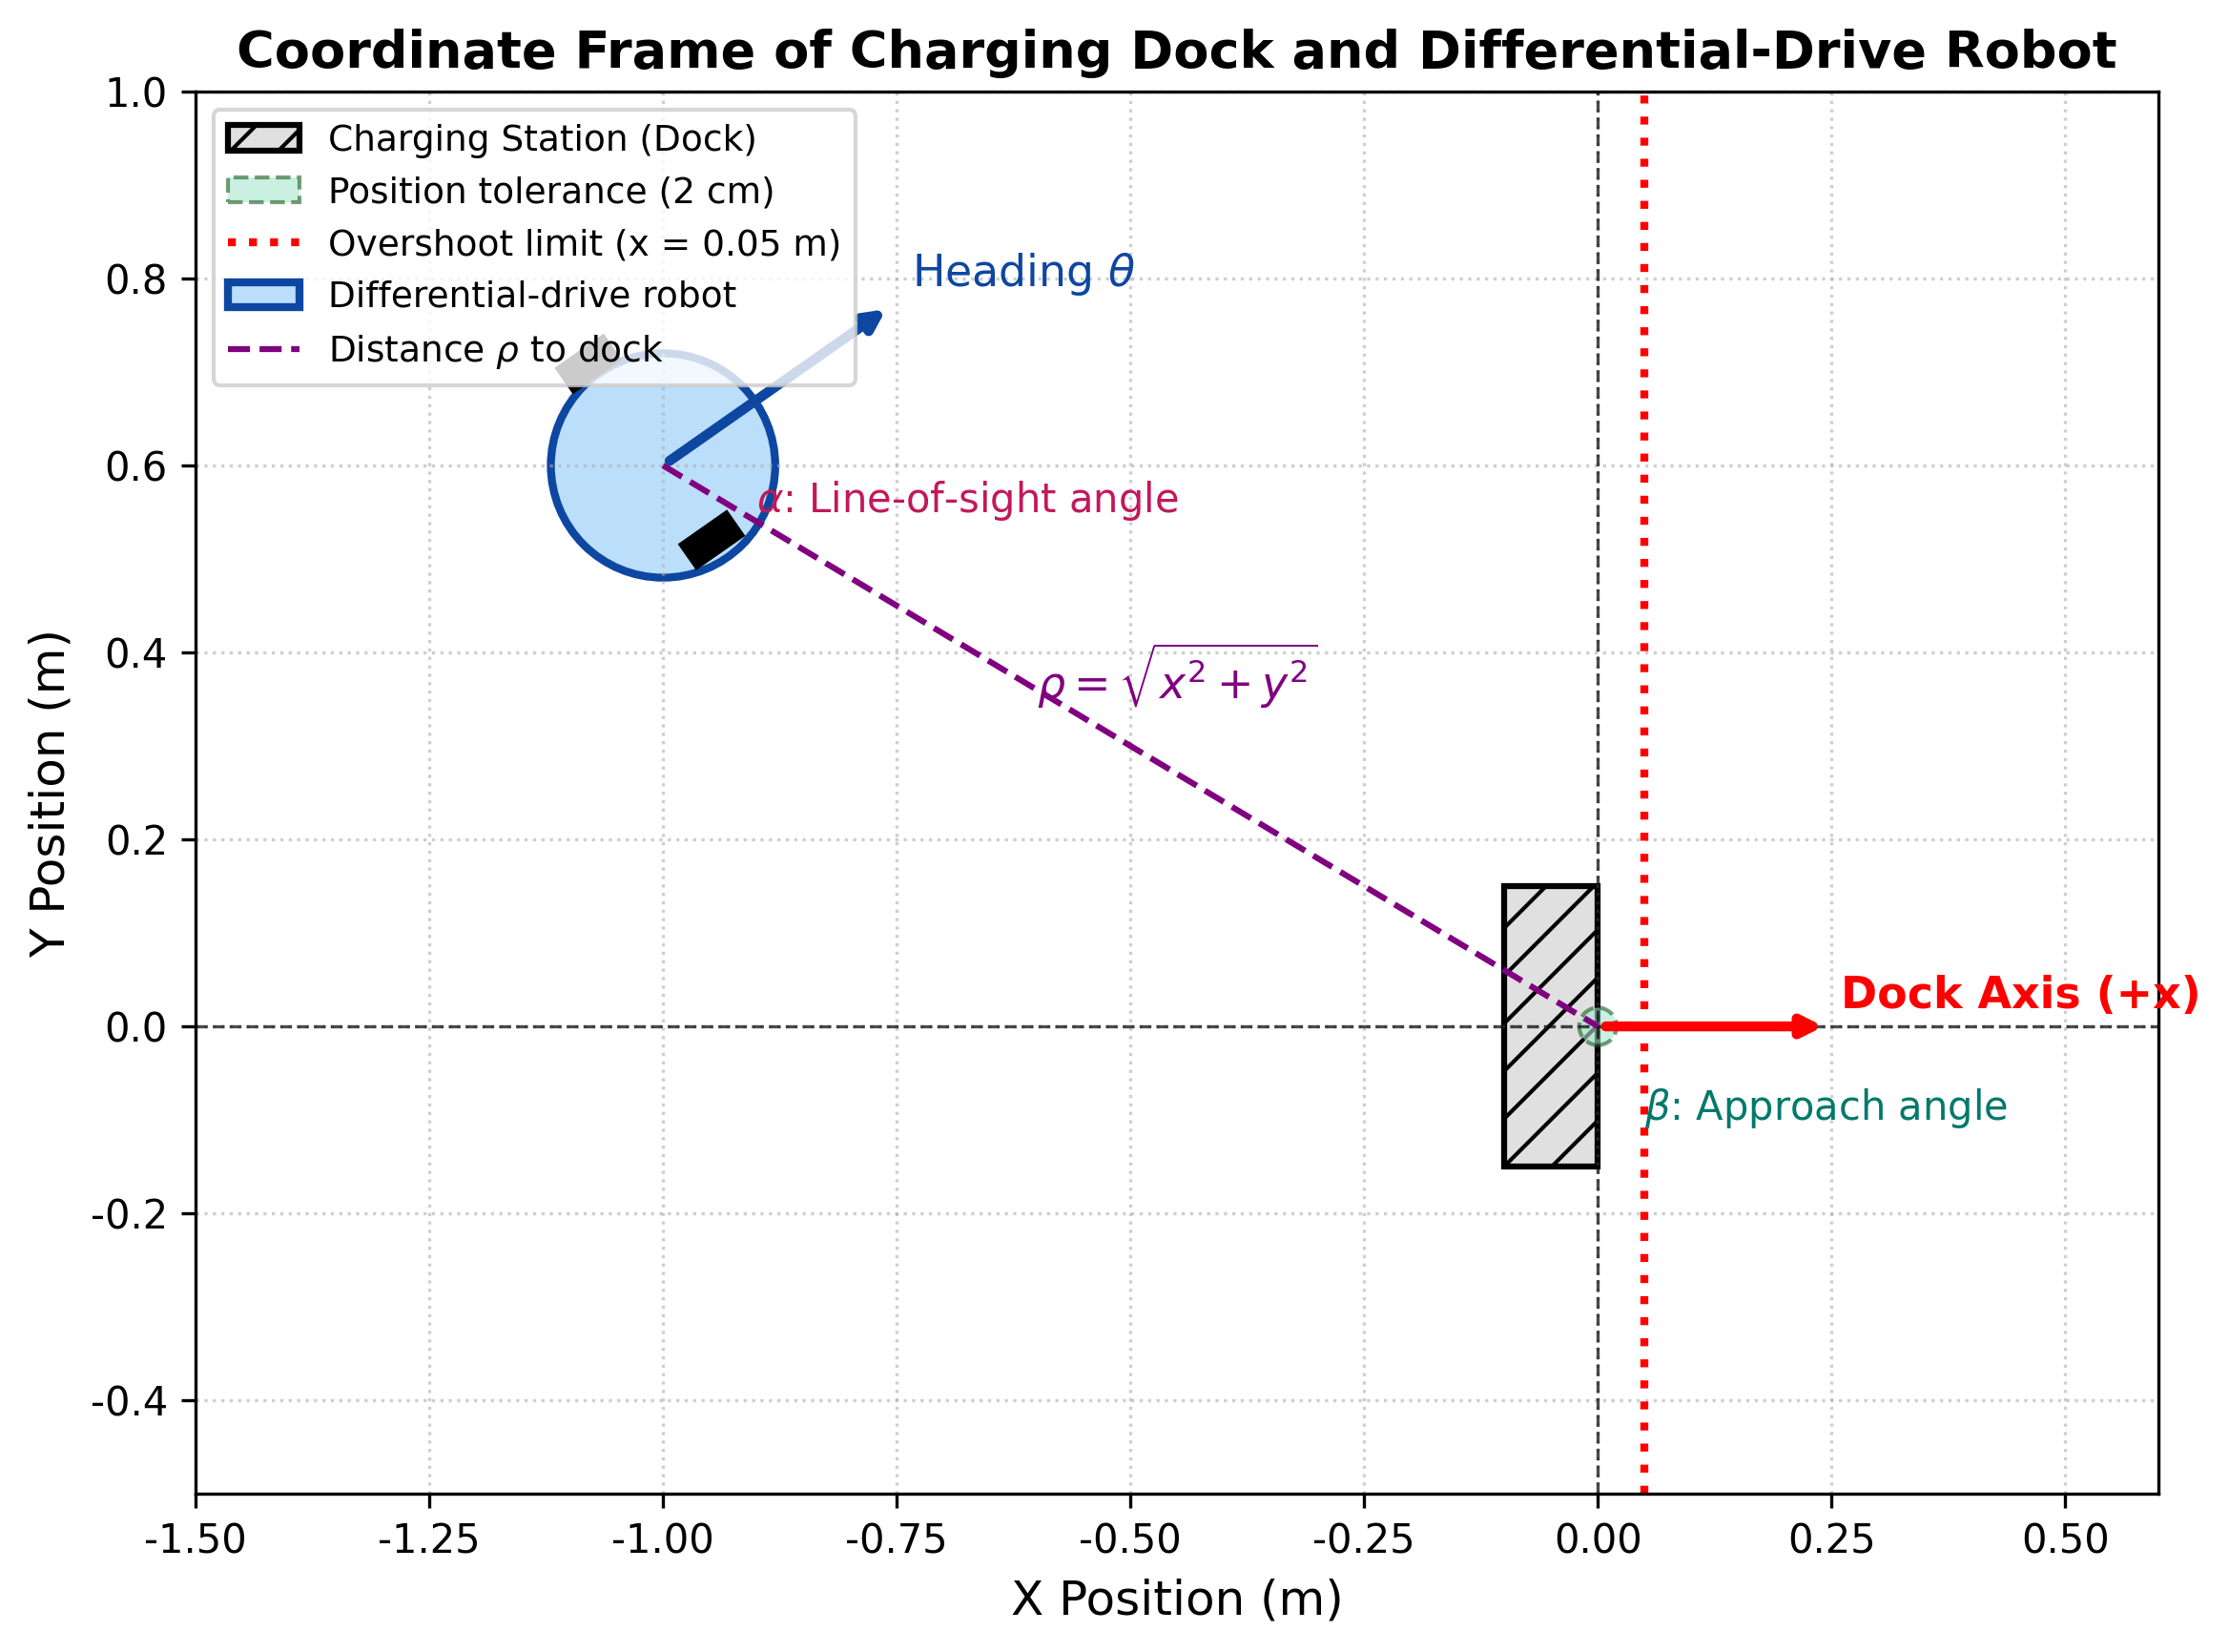 Coordinate Frame of Charging Dock and Differential-Drive Robot
Charging Station (Dock)
Position tolerance (2 cm)
Overshoot limit (x = 0.05 m)
Differential-drive robot
Distance ρ to dock
Heading θ
α: Line-of-sight angle
ρ = √x² + y²
Dock Axis (+x)
β: Approach angle
Y Position (m)
1.0
0.8
0.6
0.4
0.2
0.0
-0.2
-0.4
-1.50 -1.25 -1.00 -0.75 -0.50 -0.25 0.00 0.25 0.50
X Position (m)